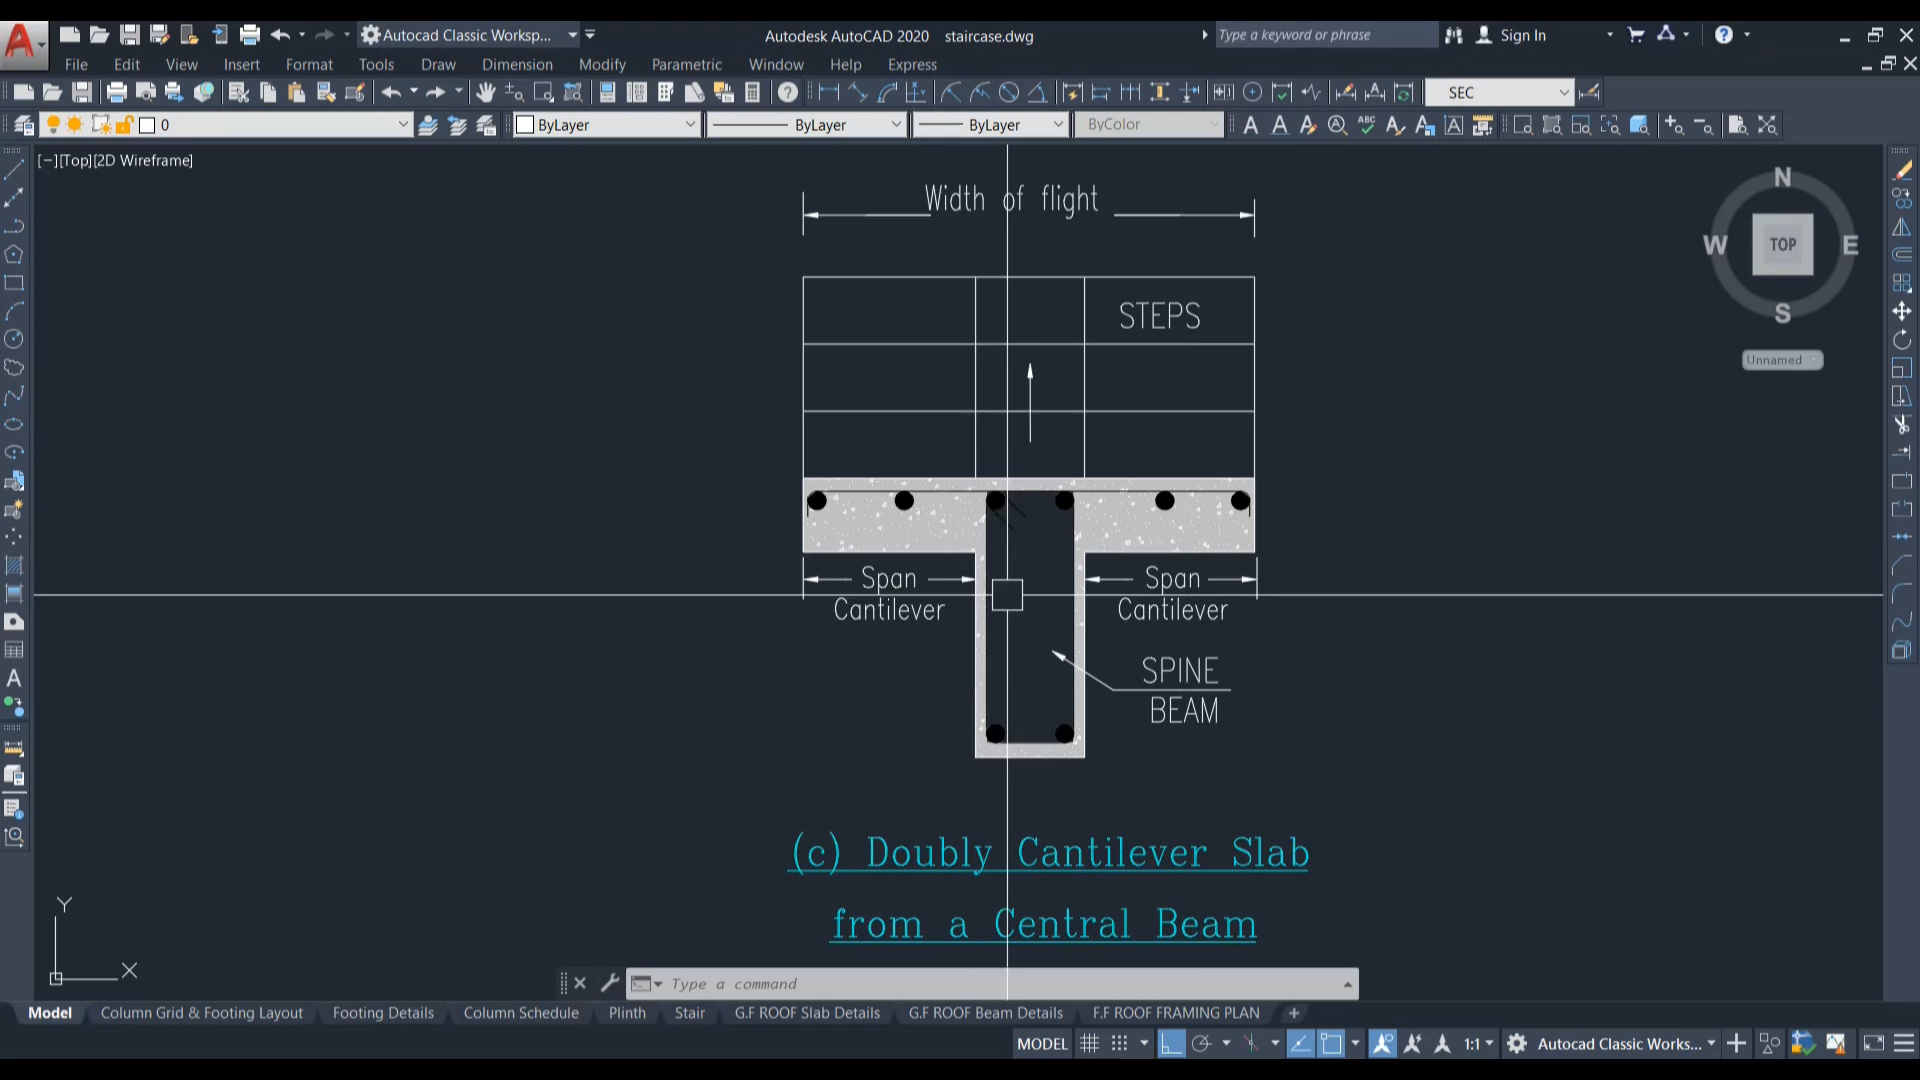 Autocad Classic Worksp...
Autodesk AutoCAD 2020 staircase.dwg
Type a keyword or phrase
Sign In
File Edit View Insert Format Tools Draw Dimension Modify Parametric Window Help Express
SEC
0
ByLayer
ByLayer
ByLayer
ByColor
[−][Top][2D Wireframe]
Width of flight
N
W TOP E
S
Unnamed
STEPS
Span
Cantilever
Span
Cantilever
SPINE
BEAM
(c) Doubly Cantilever Slab
from a Central Beam
Y
X
Type a command
Model Column Grid & Footing Layout Footing Details Column Schedule Plinth Stair G.F ROOF Slab Details G.F ROOF Beam Details F.F ROOF FRAMING PLAN
MODEL 1:1 Autocad Classic Works...